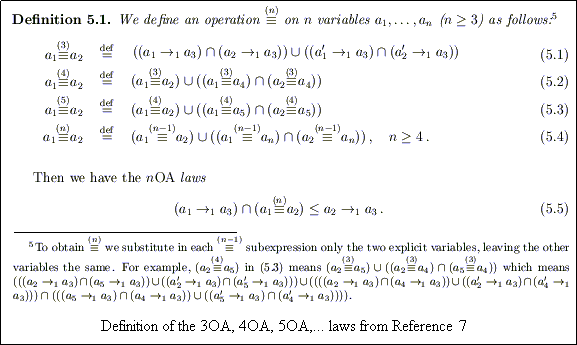 Definition 5.1. We define an operation (n)≡ on n variables a₁, . . . , aₙ (n ≥ 3) as follows:⁵
a₁ (3)≡ a₂ def= ((a₁ →₁ a₃) ∩ (a₂ →₁ a₃)) ∪ ((a₁′ →₁ a₃) ∩ (a₂′ →₁ a₃)) (5.1)
a₁ (4)≡ a₂ def= (a₁ (3)≡ a₂) ∪ ((a₁ (3)≡ a₄) ∩ (a₂ (3)≡ a₄)) (5.2)
a₁ (5)≡ a₂ def= (a₁ (4)≡ a₂) ∪ ((a₁ (4)≡ a₅) ∩ (a₂ (4)≡ a₅)) (5.3)
a₁ (n)≡ a₂ def= (a₁ (n−1)≡ a₂) ∪ ((a₁ (n−1)≡ aₙ) ∩ (a₂ (n−1)≡ aₙ)) , n ≥ 4 . (5.4)
Then we have the nOA laws
(a₁ →₁ a₃) ∩ (a₁ (n)≡ a₂) ≤ a₂ →₁ a₃ . (5.5)
⁵To obtain (n)≡ we substitute in each (n−1)≡ subexpression only the two explicit variables, leaving the other
variables the same. For example, (a₂ (4)≡ a₅) in (5.3) means (a₂ (3)≡ a₅) ∪ ((a₂ (3)≡ a₄) ∩ (a₅ (3)≡ a₄)) which means
(((a₂ →₁ a₃)∩(a₅ →₁ a₃))∪((a₂′ →₁ a₃)∩(a₅′ →₁ a₃)))∪((((a₂ →₁ a₃)∩(a₄ →₁ a₃))∪((a₂′ →₁ a₃)∩(a₄′ →₁
a₃))) ∩ (((a₅ →₁ a₃) ∩ (a₄ →₁ a₃)) ∪ ((a₅′ →₁ a₃) ∩ (a₄′ →₁ a₃)))).
Definition of the 3OA, 4OA, 5OA,... laws from Reference 7